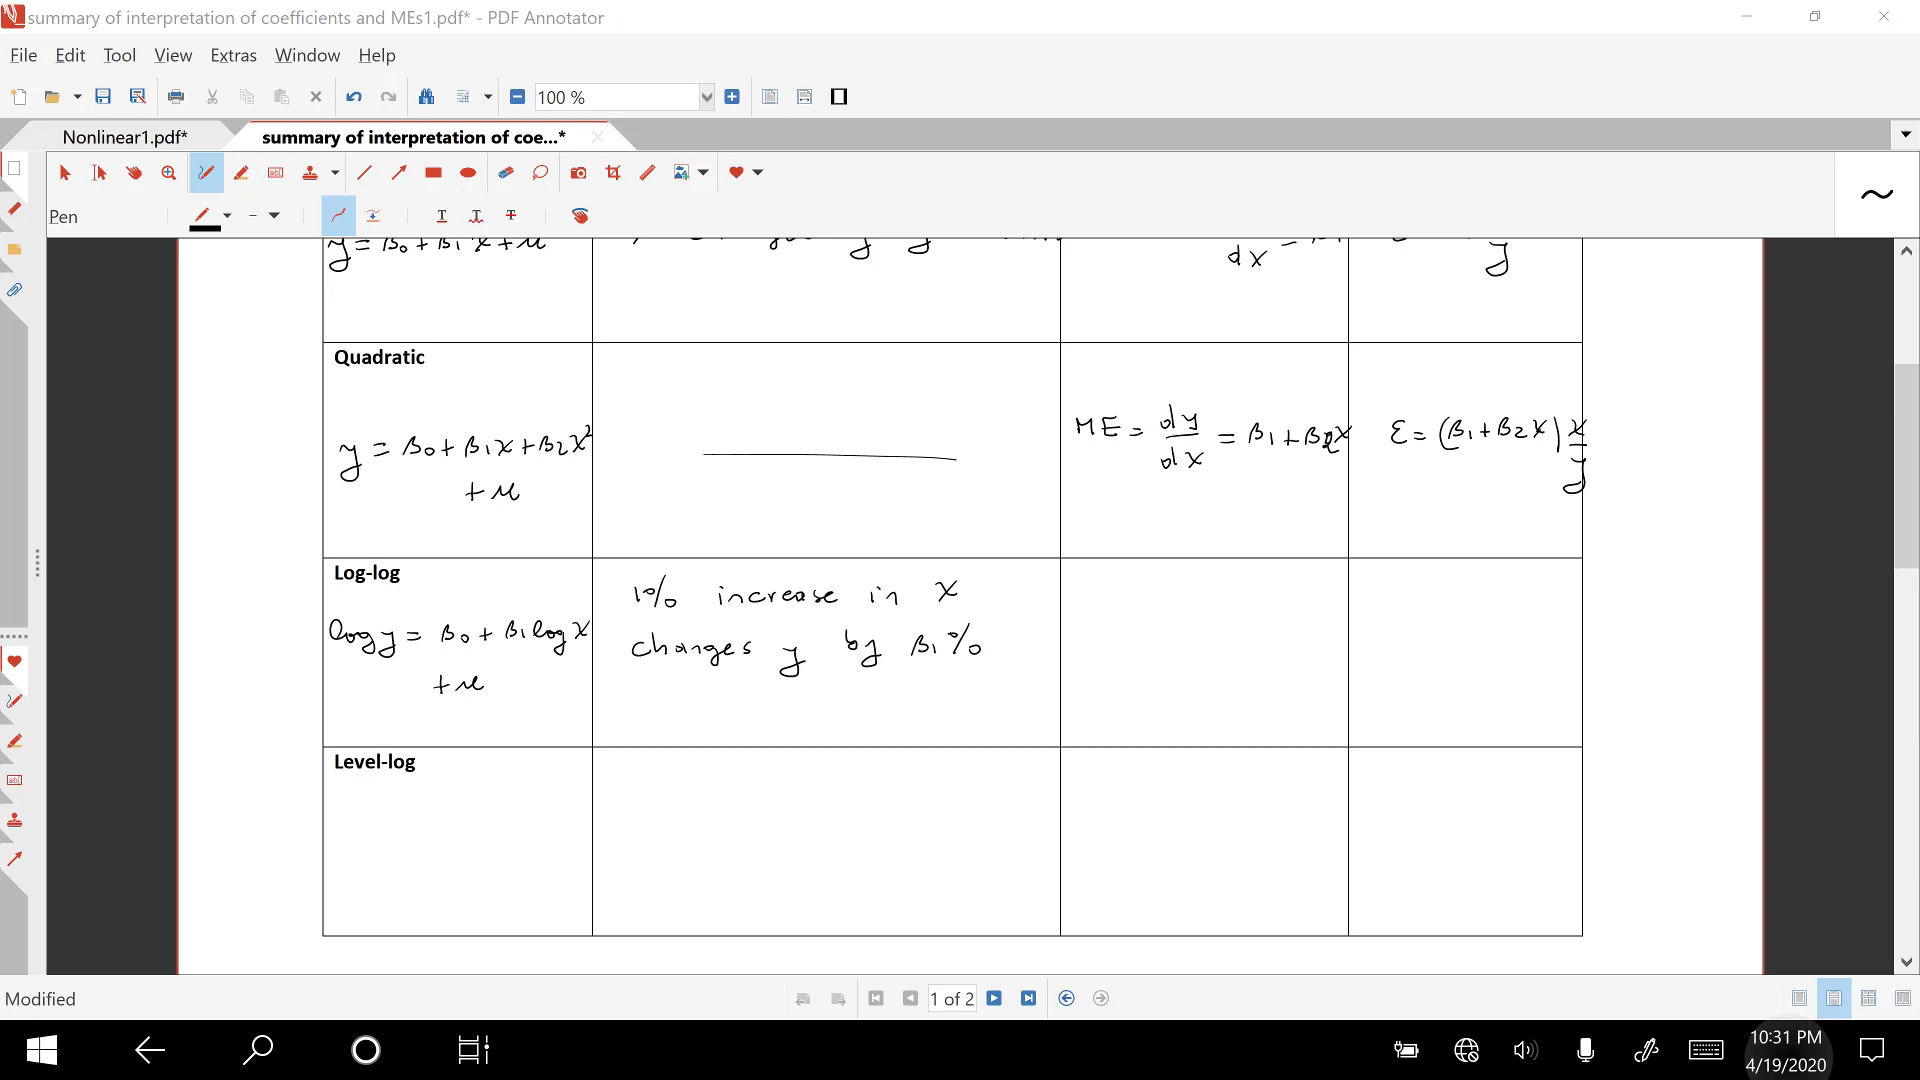 summary of interpretation of coefficients and MEs1.pdf* - PDF Annotator
File Edit Tool View Extras Window Help
100 %
Nonlinear1.pdf* summary of interpretation of coe...*
Pen
y = β0 + β1 x + u
dx
y
Quadratic
y = β0 + β1x + β2x²
+ u
ME = dy/dx = β1 + β2x
ε = (β1 + β2x) x/y
Log-log
log y = β0 + β1 log x
+ u
1% increase in x
changes y by β1%
Level-log
Modified
1 of 2
10:31 PM
4/19/2020